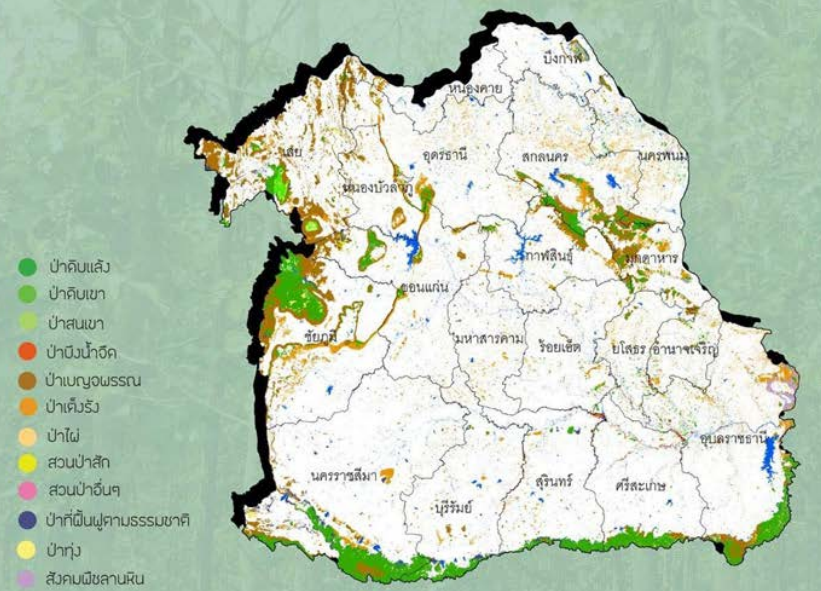 บึงกาฬ
หนองคาย
เลย
อุดรธานี
สกลนคร
นครพนม
หนองบัวลำภู
กาฬสินธุ์
มุกดาหาร
ขอนแก่น
ชัยภูมิ
มหาสารคาม
ร้อยเอ็ด
ยโสธร
อำนาจเจริญ
อุบลราชธานี
นครราชสีมา
บุรีรัมย์
สุรินทร์
ศรีสะเกษ
ป่าดิบแล้ง
ป่าดิบเขา
ป่าสนเขา
ป่าบึงน้ำจืด
ป่าเบญจพรรณ
ป่าเต็งรัง
ป่าไผ่
สวนป่าสัก
สวนป่าอื่นๆ
ป่าที่ฟื้นฟูตามธรรมชาติ
ป่าทุ่ง
สังคมพืชลานหิน